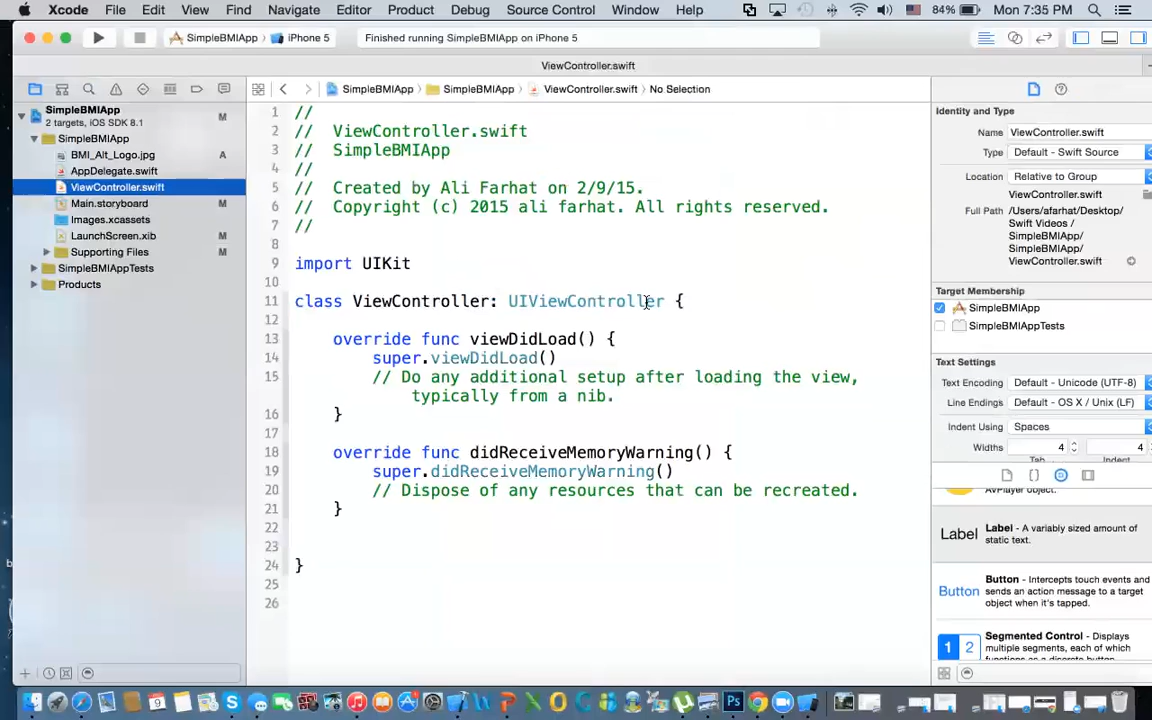 Xcode File Edit View Find Navigate Editor Product Debug Source Control Window Help 84% Mon 7:35 PM
SimpleBMIApp iPhone 5 Finished running SimpleBMIApp on iPhone 5
ViewController.swift
SimpleBMIApp SimpleBMIApp ViewController.swift No Selection
SimpleBMIApp M
2 targets, iOS SDK 8.1
SimpleBMIApp
BMI_Alt_Logo.jpg A
AppDelegate.swift
ViewController.swift
Main.storyboard M
Images.xcassets
LaunchScreen.xib M
Supporting Files M
SimpleBMIAppTests
Products
1 //
2 // ViewController.swift
3 // SimpleBMIApp
4 //
5 // Created by Ali Farhat on 2/9/15.
6 // Copyright (c) 2015 ali farhat. All rights reserved.
7 //
8
9 import UIKit
10
11 class ViewController: UIViewController {
12
13 override func viewDidLoad() {
14 super.viewDidLoad()
15 // Do any additional setup after loading the view,
typically from a nib.
16 }
17
18 override func didReceiveMemoryWarning() {
19 super.didReceiveMemoryWarning()
20 // Dispose of any resources that can be recreated.
21 }
22
23
24 }
25
26
Identity and Type
Name ViewController.swift
Type Default - Swift Source
Location Relative to Group
ViewController.swift
Full Path /Users/afarhat/Desktop/
Swift Videos /
SimpleBMIApp/
SimpleBMIApp/
ViewController.swift
Target Membership
SimpleBMIApp
SimpleBMIAppTests
Text Settings
Text Encoding Default - Unicode (UTF-8)
Line Endings Default - OS X / Unix (LF)
Indent Using Spaces
Widths 4 4
Tab
AVPlayer object.
Label Label - A variably sized amount of
static text.
Button Button - Intercepts touch events and
sends an action message to a target
object when it's tapped.
1 2 Segmented Control - Displays
multiple segments, each of which
functions as a discrete button